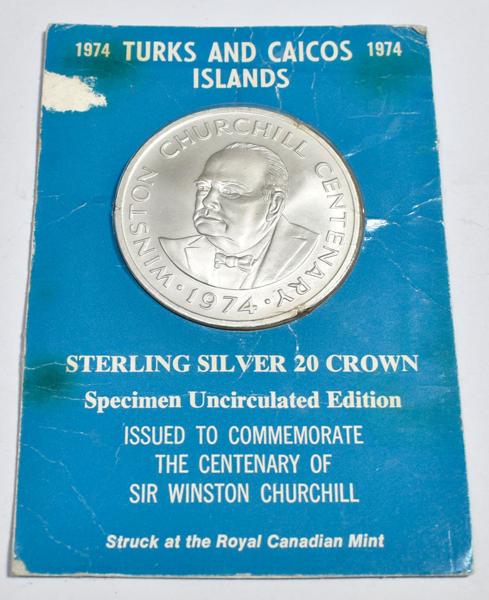 1974 TURKS AND CAICOS 1974
ISLANDS
WINSTON CHURCHILL CENTENARY
· 1974 ·
STERLING SILVER 20 CROWN
Specimen Uncirculated Edition
ISSUED TO COMMEMORATE
THE CENTENARY OF
SIR WINSTON CHURCHILL
Struck at the Royal Canadian Mint